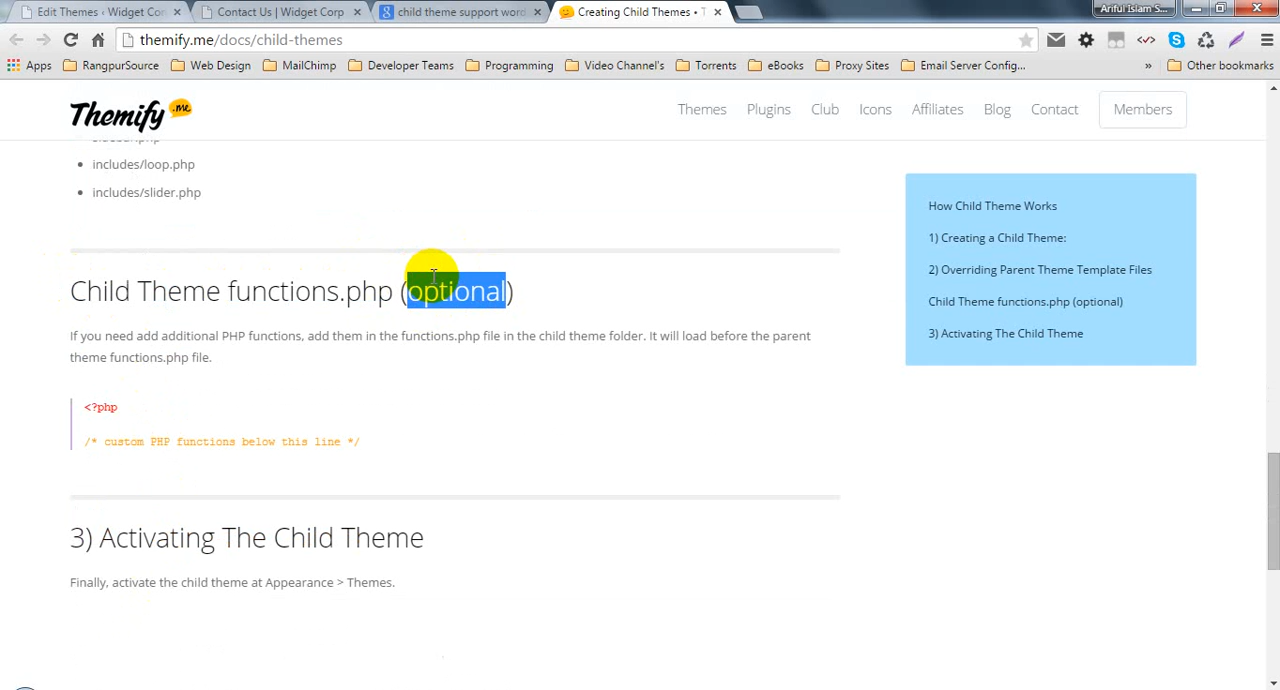 Edit Themes ‹ Widget Con
Contact Us | Widget Corp
child theme support word
Creating Child Themes • T
Ariful Islam S...
themify.me/docs/child-themes
Apps
RangpurSource
Web Design
MailChimp
Developer Teams
Programming
Video Channel's
Torrents
eBooks
Proxy Sites
Email Server Config...
»
Other bookmarks
Themify .me
Themes
Plugins
Club
Icons
Affiliates
Blog
Contact
Members
sidebar.php
includes/loop.php
includes/slider.php
How Child Theme Works
1) Creating a Child Theme:
2) Overriding Parent Theme Template Files
Child Theme functions.php (optional)
3) Activating The Child Theme
Child Theme functions.php (optional)
If you need add additional PHP functions, add them in the functions.php file in the child theme folder. It will load before the parent
theme functions.php file.
<?php
/* custom PHP functions below this line */
3) Activating The Child Theme
Finally, activate the child theme at Appearance > Themes.